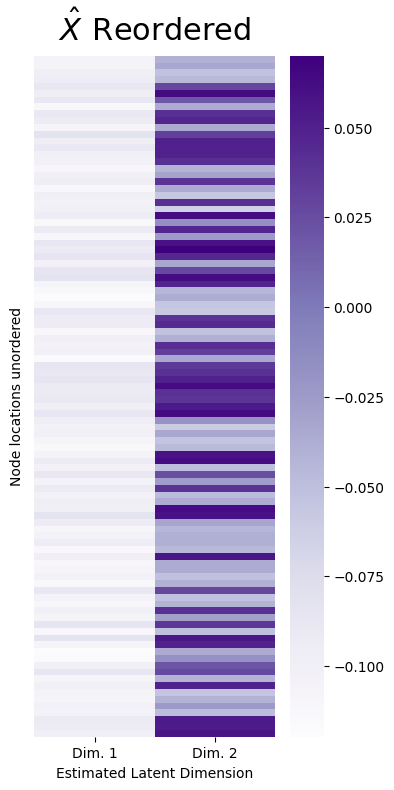 X̂ Reordered
0.050
0.025
0.000
−0.025
−0.050
−0.075
−0.100
Node locations unordered
Dim. 1 Dim. 2
Estimated Latent Dimension